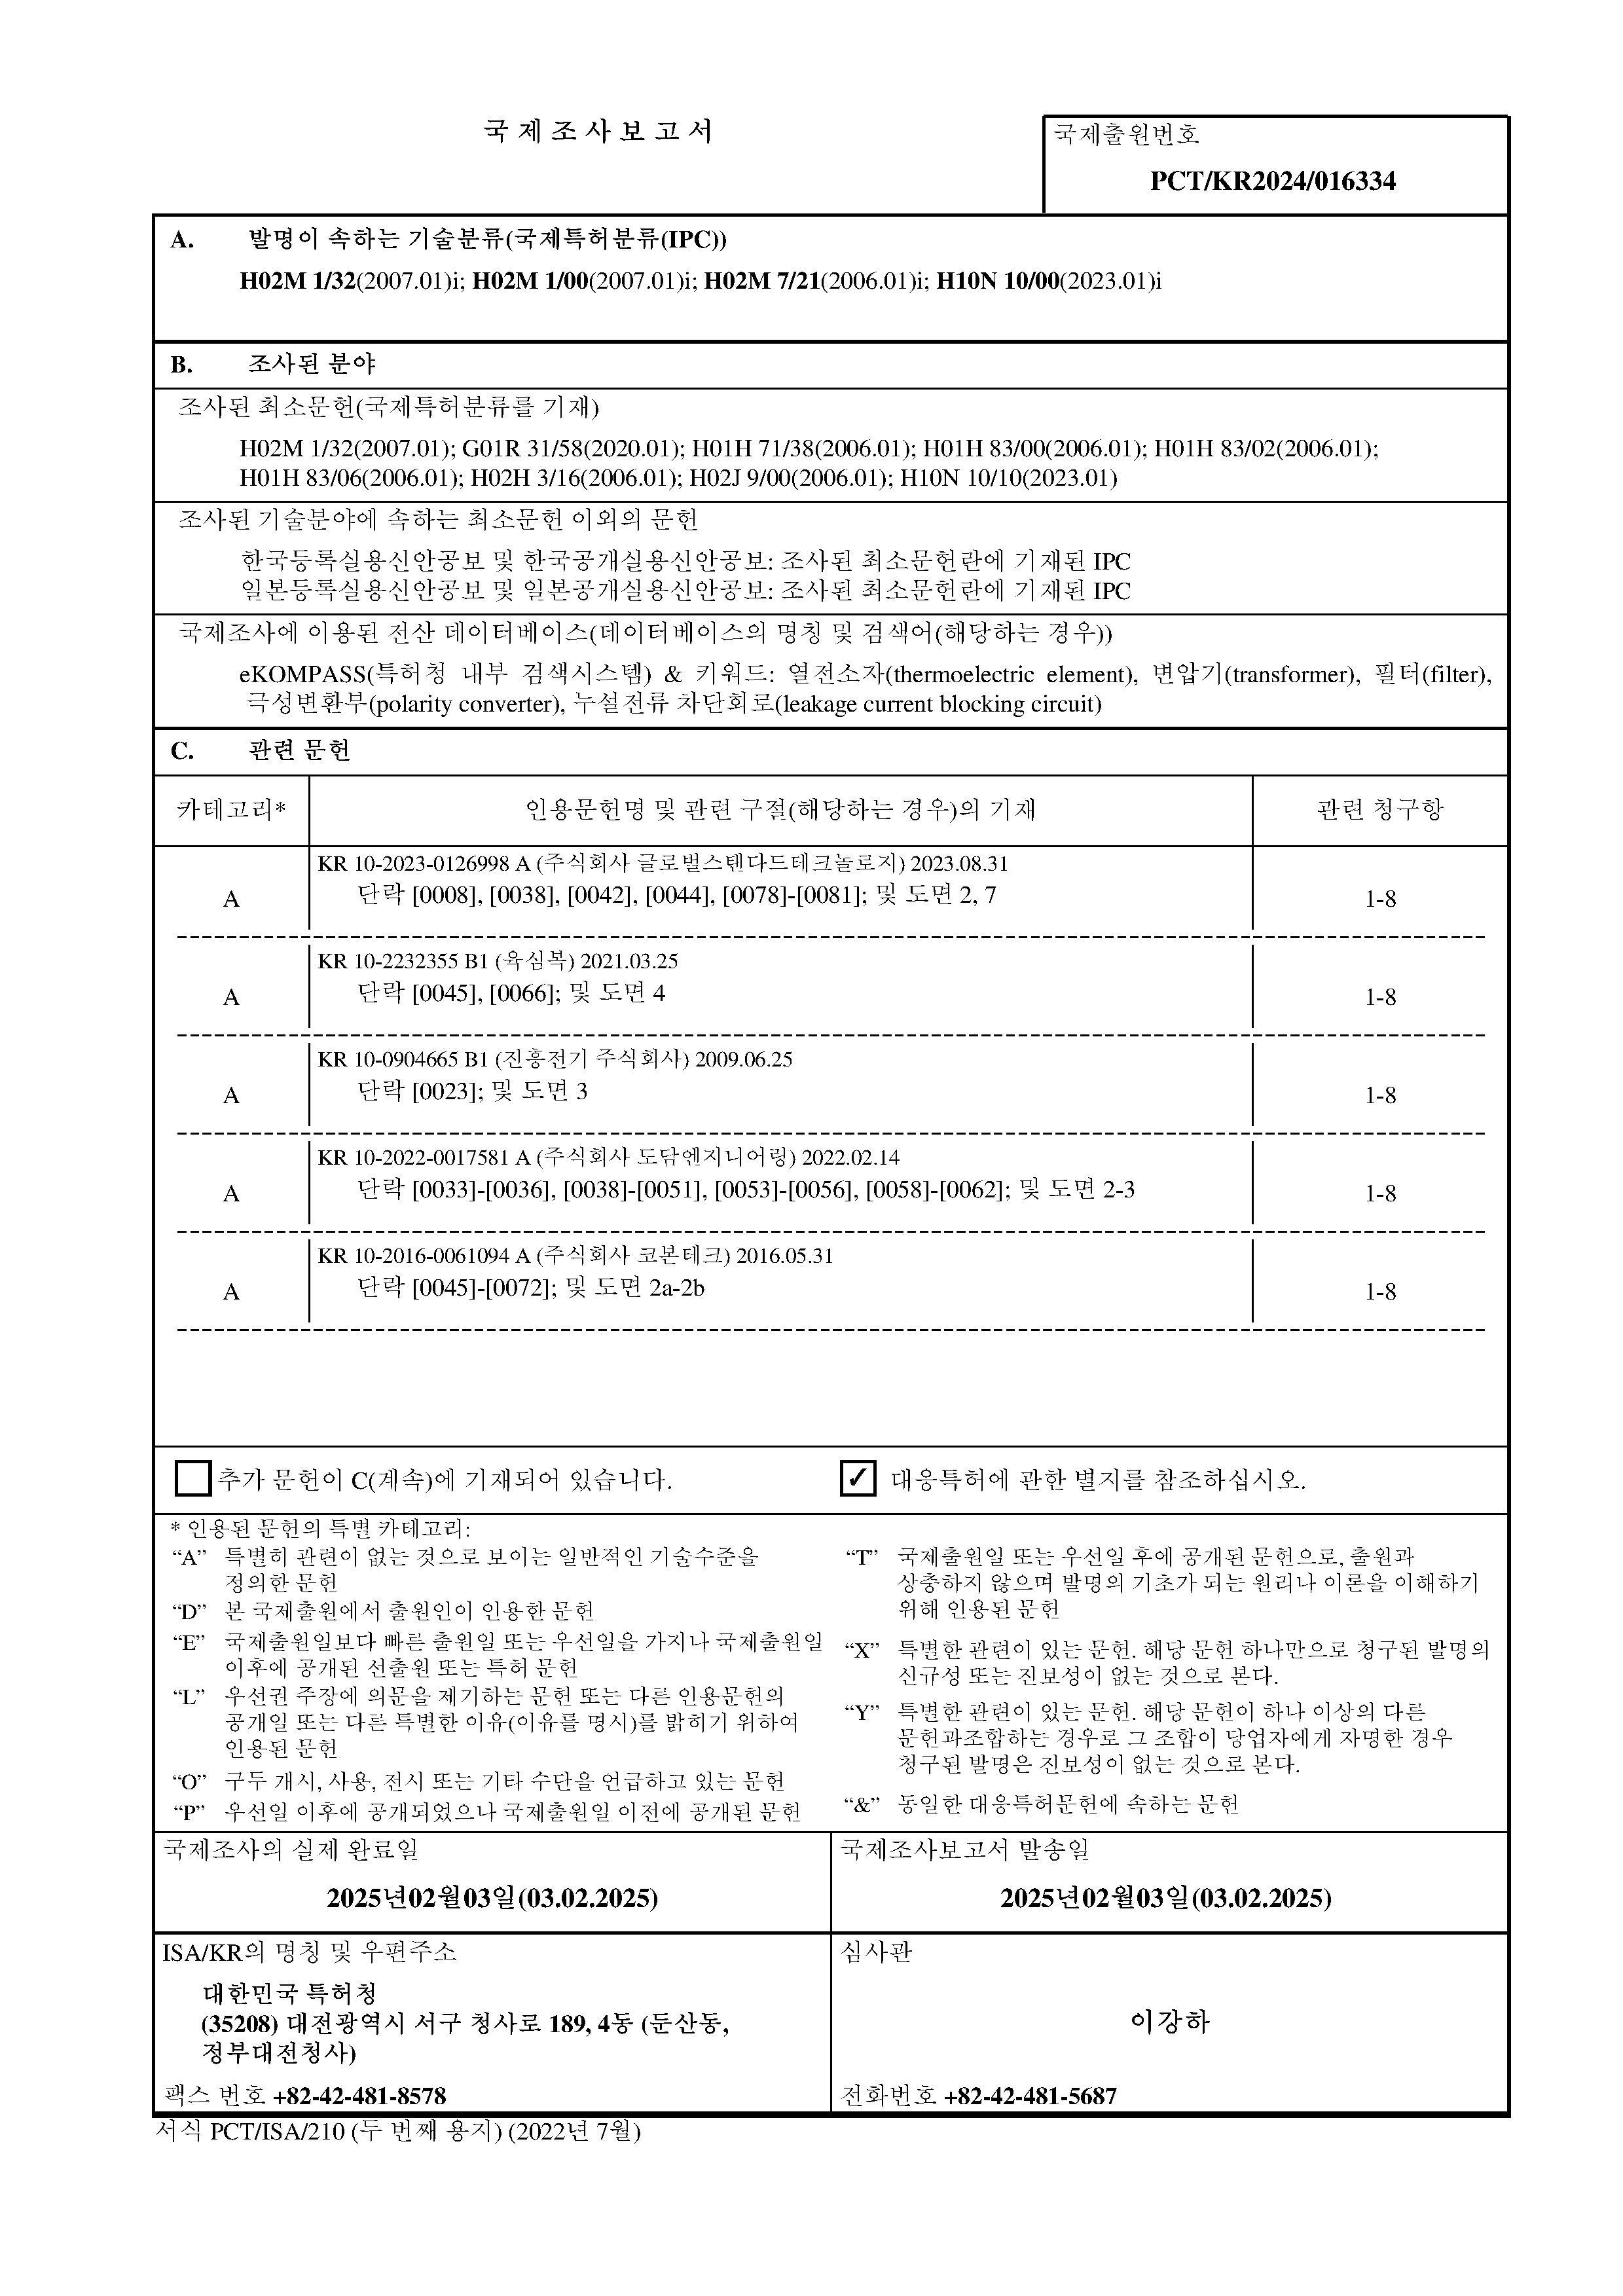 국 제 조 사 보 고 서
국제출원번호
PCT/KR2024/016334
A. 발명이 속하는 기술분류(국제특허분류(IPC))
H02M 1/32(2007.01)i; H02M 1/00(2007.01)i; H02M 7/21(2006.01)i; H10N 10/00(2023.01)i
B. 조사된 분야
조사된 최소문헌(국제특허분류를 기재)
H02M 1/32(2007.01); G01R 31/58(2020.01); H01H 71/38(2006.01); H01H 83/00(2006.01); H01H 83/02(2006.01);
H01H 83/06(2006.01); H02H 3/16(2006.01); H02J 9/00(2006.01); H10N 10/10(2023.01)
조사된 기술분야에 속하는 최소문헌 이외의 문헌
한국등록실용신안공보 및 한국공개실용신안공보: 조사된 최소문헌란에 기재된 IPC
일본등록실용신안공보 및 일본공개실용신안공보: 조사된 최소문헌란에 기재된 IPC
국제조사에 이용된 전산 데이터베이스(데이터베이스의 명칭 및 검색어(해당하는 경우))
eKOMPASS(특허청 내부 검색시스템) & 키워드: 열전소자(thermoelectric element), 변압기(transformer), 필터(filter),
극성변환부(polarity converter), 누설전류 차단회로(leakage current blocking circuit)
C. 관련 문헌
카테고리* 인용문헌명 및 관련 구절(해당하는 경우)의 기재 관련 청구항
KR 10-2023-0126998 A (주식회사 글로벌스탠다드테크놀로지) 2023.08.31
A 단락 [0008], [0038], [0042], [0044], [0078]-[0081]; 및 도면 2, 7 1-8
KR 10-2232355 B1 (육심복) 2021.03.25
A 단락 [0045], [0066]; 및 도면 4 1-8
KR 10-0904665 B1 (진흥전기 주식회사) 2009.06.25
A 단락 [0023]; 및 도면 3 1-8
KR 10-2022-0017581 A (주식회사 도담엔지니어링) 2022.02.14
A 단락 [0033]-[0036], [0038]-[0051], [0053]-[0056], [0058]-[0062]; 및 도면 2-3 1-8
KR 10-2016-0061094 A (주식회사 코본테크) 2016.05.31
A 단락 [0045]-[0072]; 및 도면 2a-2b 1-8
추가 문헌이 C(계속)에 기재되어 있습니다.
✓ 대응특허에 관한 별지를 참조하십시오.
* 인용된 문헌의 특별 카테고리:
“A” 특별히 관련이 없는 것으로 보이는 일반적인 기술수준을
정의한 문헌
“D” 본 국제출원에서 출원인이 인용한 문헌
“E” 국제출원일보다 빠른 출원일 또는 우선일을 가지나 국제출원일
이후에 공개된 선출원 또는 특허 문헌
“L” 우선권 주장에 의문을 제기하는 문헌 또는 다른 인용문헌의
공개일 또는 다른 특별한 이유(이유를 명시)를 밝히기 위하여
인용된 문헌
“O” 구두 개시, 사용, 전시 또는 기타 수단을 언급하고 있는 문헌
“P” 우선일 이후에 공개되었으나 국제출원일 이전에 공개된 문헌
“T” 국제출원일 또는 우선일 후에 공개된 문헌으로, 출원과
상충하지 않으며 발명의 기초가 되는 원리나 이론을 이해하기
위해 인용된 문헌
“X” 특별한 관련이 있는 문헌. 해당 문헌 하나만으로 청구된 발명의
신규성 또는 진보성이 없는 것으로 본다.
“Y” 특별한 관련이 있는 문헌. 해당 문헌이 하나 이상의 다른
문헌과조합하는 경우로 그 조합이 당업자에게 자명한 경우
청구된 발명은 진보성이 없는 것으로 본다.
“&” 동일한 대응특허문헌에 속하는 문헌
국제조사의 실제 완료일
2025년02월03일(03.02.2025)
국제조사보고서 발송일
2025년02월03일(03.02.2025)
ISA/KR의 명칭 및 우편주소
대한민국 특허청
(35208) 대전광역시 서구 청사로 189, 4동 (둔산동,
정부대전청사)
팩스 번호 +82-42-481-8578
심사관
이강하
전화번호 +82-42-481-5687
서식 PCT/ISA/210 (두 번째 용지) (2022년 7월)